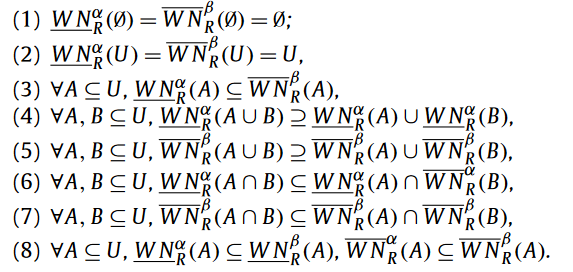 (1) $\underline{WN}_R^{\alpha}(\emptyset) = \overline{WN}_R^{\beta}(\emptyset) = \emptyset;$
(2) $\underline{WN}_R^{\alpha}(U) = \overline{WN}_R^{\beta}(U) = U,$
(3) $\forall A \subseteq U, \underline{WN}_R^{\alpha}(A) \subseteq \overline{WN}_R^{\beta}(A),$
(4) $\forall A, B \subseteq U, \underline{WN}_R^{\alpha}(A \cup B) \supseteq \underline{WN}_R^{\alpha}(A) \cup \underline{WN}_R^{\alpha}(B),$
(5) $\forall A, B \subseteq U, \overline{WN}_R^{\beta}(A \cup B) \supseteq \overline{WN}_R^{\beta}(A) \cup \overline{WN}_R^{\beta}(B),$
(6) $\forall A, B \subseteq U, \underline{WN}_R^{\alpha}(A \cap B) \subseteq \underline{WN}_R^{\alpha}(A) \cap \overline{WN}_R^{\alpha}(B),$
(7) $\forall A, B \subseteq U, \overline{WN}_R^{\beta}(A \cap B) \subseteq \overline{WN}_R^{\beta}(A) \cap \overline{WN}_R^{\beta}(B),$
(8) $\forall A \subseteq U, \underline{WN}_R^{\alpha}(A) \subseteq \underline{WN}_R^{\beta}(A), \overline{WN}_R^{\alpha}(A) \subseteq \overline{WN}_R^{\beta}(A).$